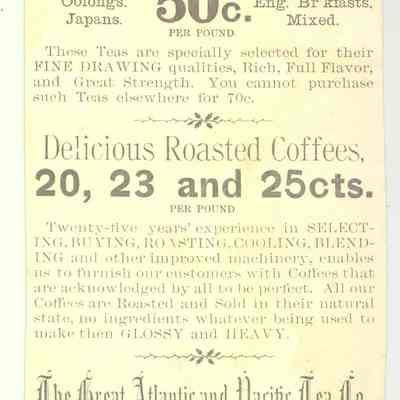 Oolongs. 50c. Eng. Br'kfasts,
Japans. Mixed.
PER POUND
These Teas are specially selected for their
FINE DRAWING qualities, Rich, Full Flavor,
and Great Strength. You cannot purchase
such Teas elsewhere for 70c.
Delicious Roasted Coffees,
20, 23 and 25cts.
PER POUND
Twenty-five years' experience in SELECT-
ING, BUYING, ROASTING, COOLING, BLEND-
ING and other improved machinery, enables
us to furnish our customers with Coffees that
are acknowledged by all to be perfect. All our
Coffees are Roasted and Sold in their natural
state, no ingredients whatever being used to
make then GLOSSY and HEAVY.
The Great Atlantic and Pacific Tea Co.